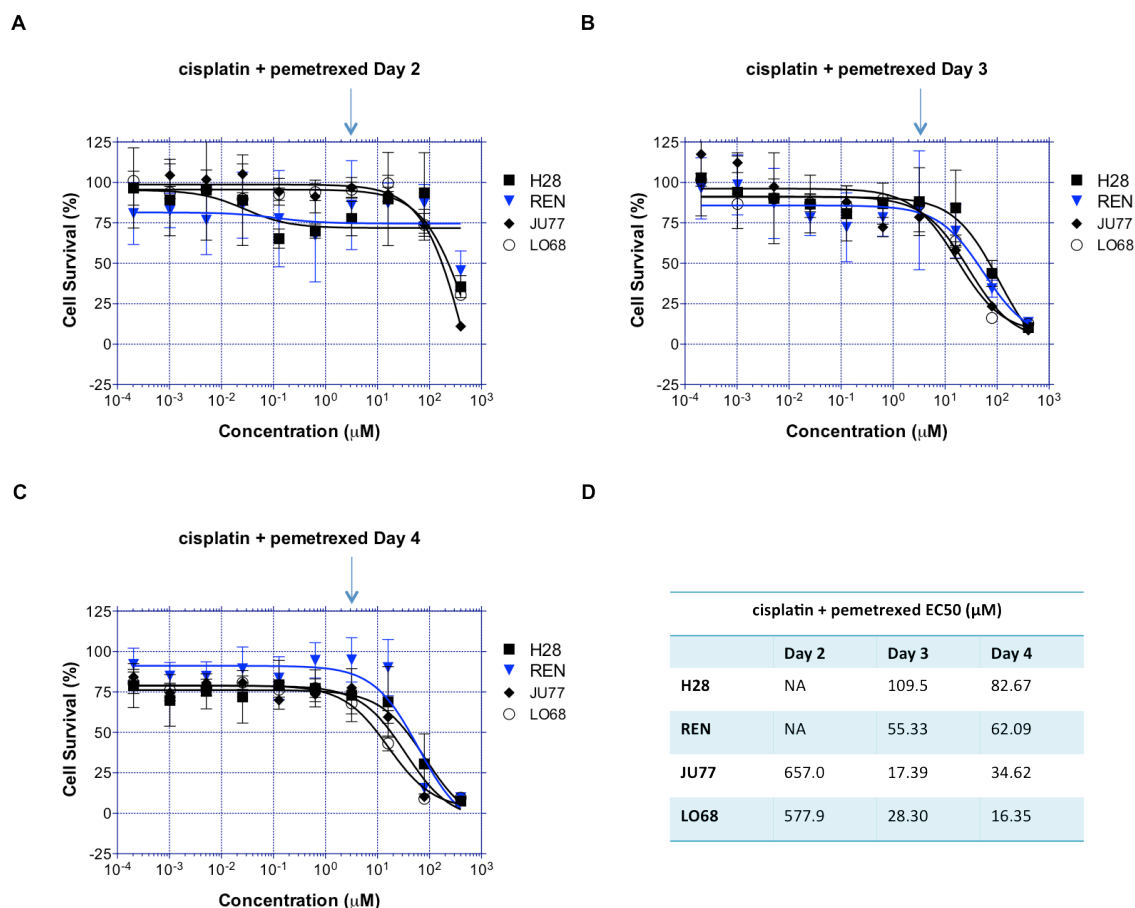 A
B
cisplatin + pemetrexed Day 2
cisplatin + pemetrexed Day 3
125
100
75
50
25
0
-25
Cell Survival (%)
10⁻⁴ 10⁻³ 10⁻² 10⁻¹ 10⁰ 10¹ 10² 10³
Concentration (μM)
H28
REN
JU77
LO68
125
100
75
50
25
0
-25
Cell Survival (%)
10⁻⁴ 10⁻³ 10⁻² 10⁻¹ 10⁰ 10¹ 10² 10³
Concentration (μM)
H28
REN
JU77
LO68
C
D
cisplatin + pemetrexed Day 4
125
100
75
50
25
0
-25
Cell Survival (%)
10⁻⁴ 10⁻³ 10⁻² 10⁻¹ 10⁰ 10¹ 10² 10³
Concentration (μM)
H28
REN
JU77
LO68
cisplatin + pemetrexed EC50 (μM)
Day 2 Day 3 Day 4
H28 NA 109.5 82.67
REN NA 55.33 62.09
JU77 657.0 17.39 34.62
LO68 577.9 28.30 16.35